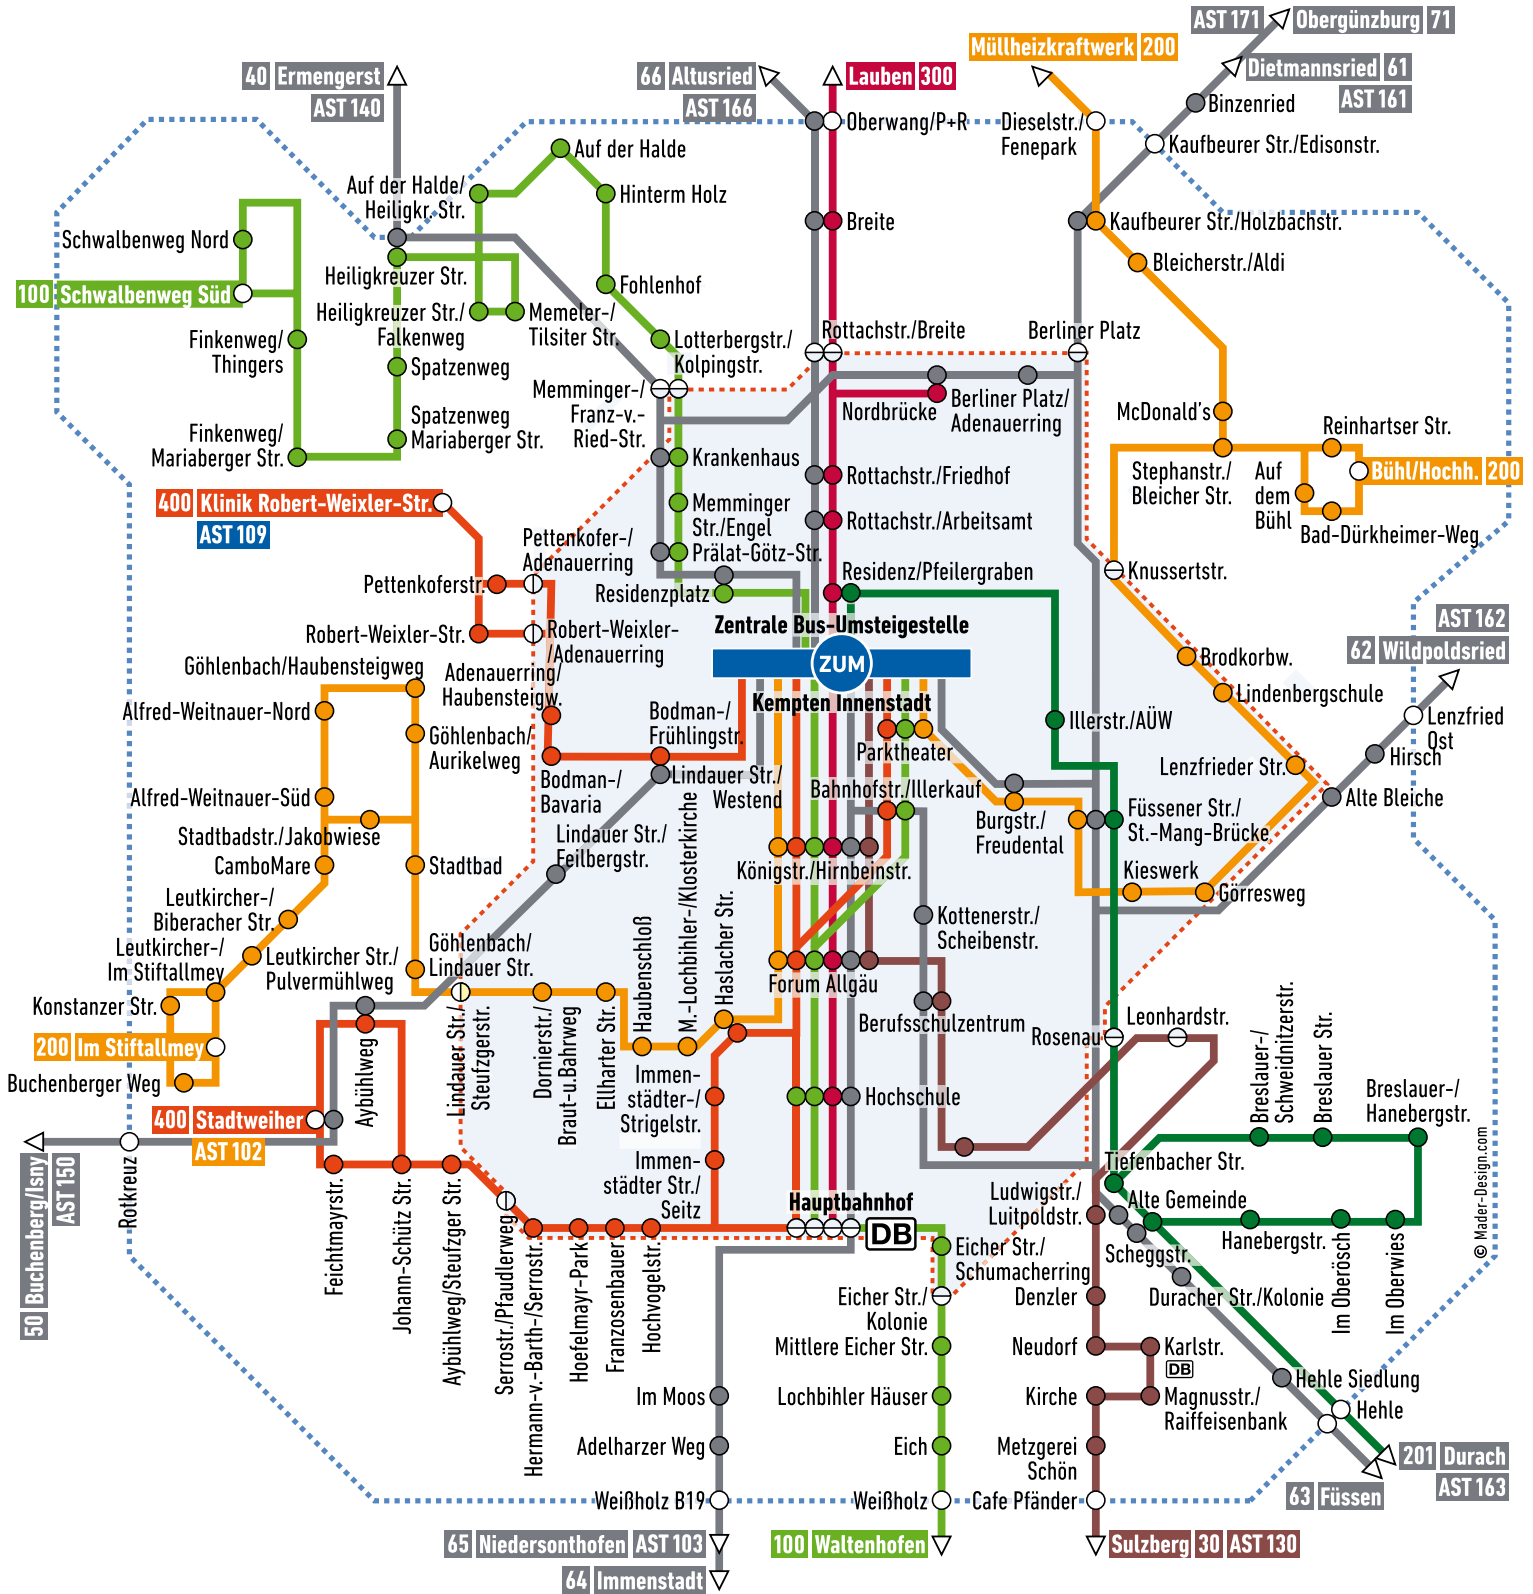 AST 171 Obergünzburg 71
Müllheizkraftwerk 200
Dietmannsried 61
AST 161
40 Ermengerst
AST 140
66 Altusried
AST 166
Lauben 300
Binzenried
Oberwang/P+R
Dieselstr./
Fenepark
Kaufbeurer Str./Edisonstr.
Auf der Halde
Auf der Halde/
Heiligkr. Str.
Hinterm Holz
Breite
Kaufbeurer Str./Holzbachstr.
Schwalbenweg Nord
Bleicherstr./Aldi
Heiligkreuzer Str.
Fohlenhof
100 Schwalbenweg Süd
Heiligkreuzer Str./
Falkenweg
Memeler-/
Tilsiter Str.
Finkenweg/
Thingers
Lotterbergstr./
Kolpingstr.
Rottachstr./Breite
Berliner Platz
Spatzenweg
Memminger-/
Franz-v.-
Ried-Str.
Nordbrücke
Berliner Platz/
Adenauerring
McDonald's
Spatzenweg
Mariaberger Str.
Finkenweg/
Mariaberger Str.
Reinhartser Str.
Krankenhaus
Rottachstr./Friedhof
Stephanstr./
Bleicher Str.
Auf
dem
Bühl
Bühl/Hochh. 200
400 Klinik Robert-Weixler-Str.
AST 109
Memminger
Str./Engel
Rottachstr./Arbeitsamt
Bad-Dürkheimer-Weg
Pettenkofer-/
Adenauerring
Prälat-Götz-Str.
Residenz/Pfeilergraben
Knussertstr.
Pettenkoferstr.
Residenzplatz
AST 162
62 Wildpoldsried
Robert-Weixler-Str.
Robert-Weixler-
/Adenauerring
Zentrale Bus-Umsteigestelle
ZUM
Kempten Innenstadt
Brodkorbw.
Göhlenbach/Haubensteigweg
Adenauerring/
Haubensteigw.
Lindenbergschule
Alfred-Weitnauer-Nord
Bodman-/
Frühlingstr.
Illerstr./AÜW
Lenzfried
Ost
Göhlenbach/
Aurikelweg
Parktheater
Hirsch
Lenzfrieder Str.
Bodman-/
Bavaria
Lindauer Str./
Westend
Bahnhofstr./Illerkauf
Alte Bleiche
Alfred-Weitnauer-Süd
Burgstr./
Freudental
Füssener Str./
St.-Mang-Brücke
Stadtbadstr./Jakobwiese
Lindauer Str./
Feilbergstr.
CamboMare
Stadtbad
Königstr./Hirnbeinstr.
Kieswerk
Görresweg
Leutkircher-/
Biberacher Str.
M.-Lochbihler-/Klosterkirche
Haslacher Str.
Haubenschloß
Kottenerstr./
Scheibenstr.
Leutkircher-/
Im Stiftallmey
Leutkircher Str./
Pulvermühlweg
Göhlenbach/
Lindauer Str.
Forum Allgäu
Konstanzer Str.
Berufsschulzentrum
Rosenau
Leonhardstr.
200 Im Stiftallmey
Buchenberger Weg
Aybühlweg
Lindauer Str./
Steufzgerstr.
Dornierstr./
Braut-u.Bahrweg
Ellharter Str.
Immen-
städter-/
Strigelstr.
Hochschule
Breslauer-/
Schweidnitzerstr.
Breslauer Str.
Breslauer-/
Hanebergstr.
400 Stadtweiher
AST 102
50 Buchenberg/Isny
AST 150
Rotkreuz
Immen-
städter Str./
Seitz
Tiefenbacher Str.
Ludwigstr./
Luitpoldstr.
Alte Gemeinde
Hauptbahnhof
DB
Feichtmayrstr.
Johann-Schütz Str.
Aybühlweg/Steufzger Str.
Serrostr./Pfaudlerweg
Hermann-v.-Barth-/Serrostr.
Hoefelmayr-Park
Franzosenbauer
Hochvogelstr.
Eicher Str./
Schumacherring
Scheggstr.
Hanebergstr.
Im Oberösch
Im Oberwies
Eicher Str./
Kolonie
Denzler
Duracher Str./Kolonie
Mittlere Eicher Str.
Neudorf
Karlstr.
DB
Im Moos
Lochbihler Häuser
Kirche
Magnusstr./
Raiffeisenbank
Hehle Siedlung
Hehle
Adelharzer Weg
Eich
Metzgerei
Schön
201 Durach
AST 163
63 Füssen
Weißholz B19
Weißholz
Cafe Pfänder
65 Niedersonthofen AST 103
100 Waltenhofen
Sulzberg 30 AST 130
64 Immenstadt
© Mader-Design.com